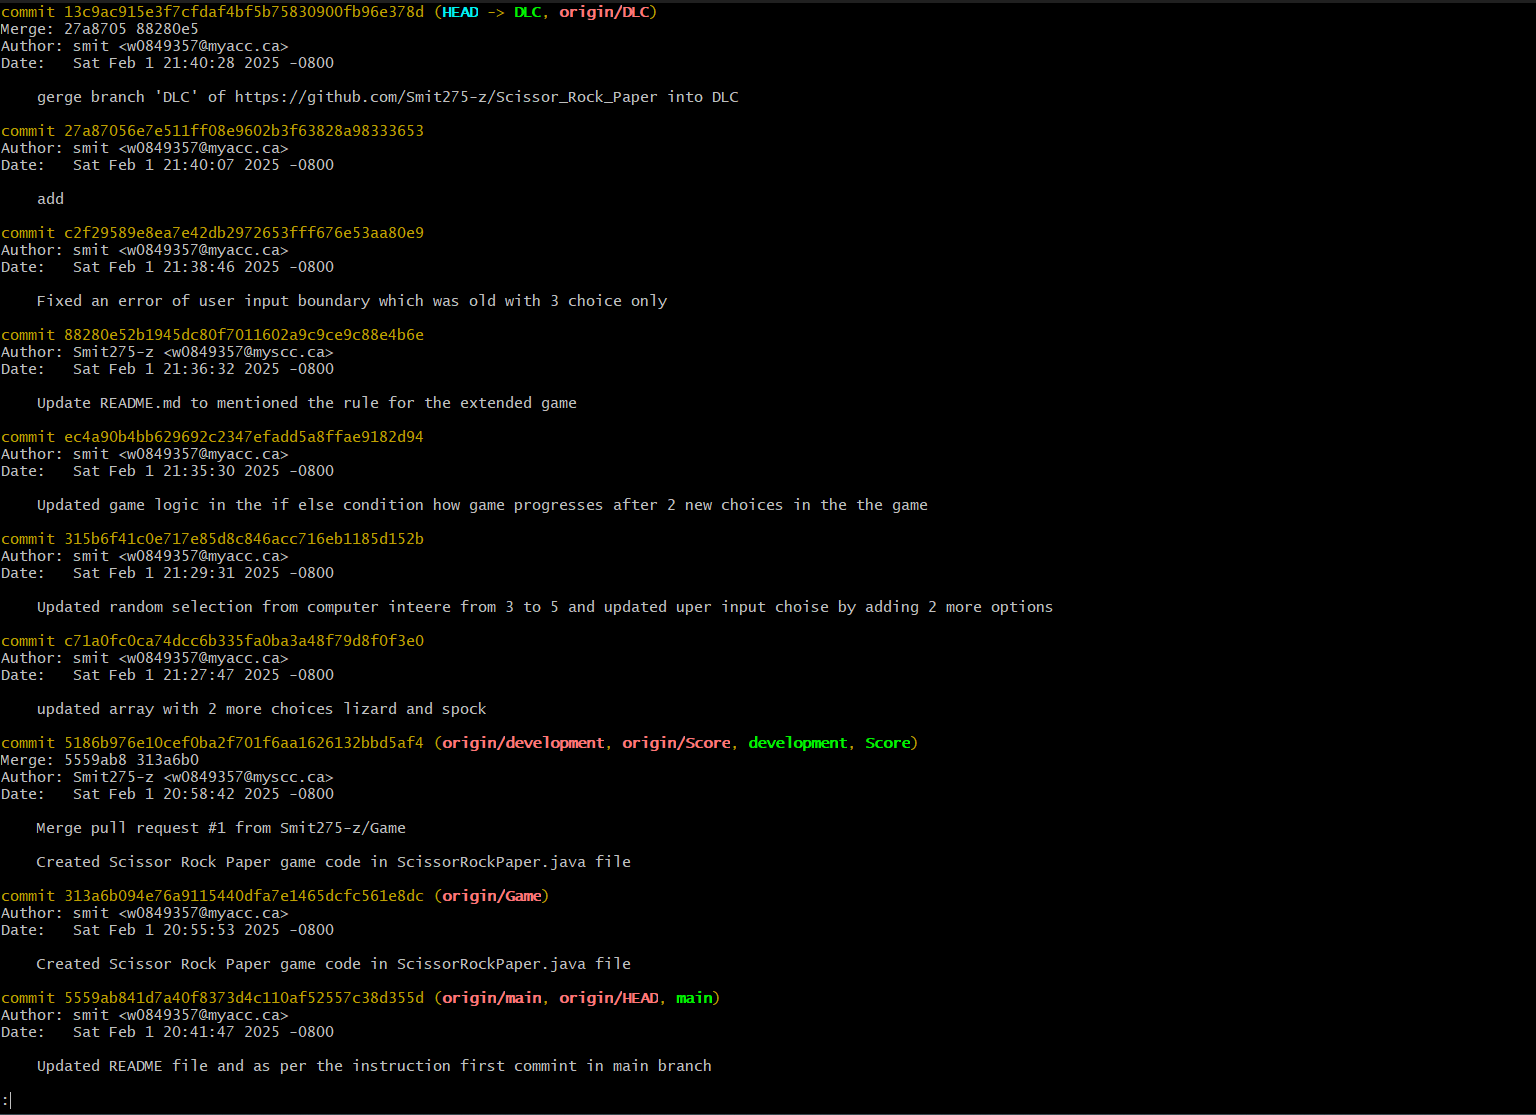 commit 13c9ac915e3f7cfdaf4bf5b75830900fb96e378d (HEAD -> DLC, origin/DLC)
Merge: 27a8705 88280e5
Author: smit <w0849357@myacc.ca>
Date:   Sat Feb 1 21:40:28 2025 -0800
gerge branch 'DLC' of https://github.com/Smit275-z/Scissor_Rock_Paper into DLC
commit 27a87056e7e511ff08e9602b3f63828a98333653
Author: smit <w0849357@myacc.ca>
Date:   Sat Feb 1 21:40:07 2025 -0800
add
commit c2f29589e8ea7e42db2972653fff676e53aa80e9
Author: smit <w0849357@myacc.ca>
Date:   Sat Feb 1 21:38:46 2025 -0800
Fixed an error of user input boundary which was old with 3 choice only
commit 88280e52b1945dc80f7011602a9c9ce9c88e4b6e
Author: Smit275-z <w0849357@myscc.ca>
Date:   Sat Feb 1 21:36:32 2025 -0800
Update README.md to mentioned the rule for the extended game
commit ec4a90b4bb629692c2347efadd5a8ffae9182d94
Author: smit <w0849357@myacc.ca>
Date:   Sat Feb 1 21:35:30 2025 -0800
Updated game logic in the if else condition how game progresses after 2 new choices in the the game
commit 315b6f41c0e717e85d8c846acc716eb1185d152b
Author: smit <w0849357@myacc.ca>
Date:   Sat Feb 1 21:29:31 2025 -0800
Updated random selection from computer inteere from 3 to 5 and updated uper input choise by adding 2 more options
commit c71a0fc0ca74dcc6b335fa0ba3a48f79d8f0f3e0
Author: smit <w0849357@myacc.ca>
Date:   Sat Feb 1 21:27:47 2025 -0800
updated array with 2 more choices lizard and spock
commit 5186b976e10cef0ba2f701f6aa1626132bbd5af4 (origin/development, origin/Score, development, Score)
Merge: 5559ab8 313a6b0
Author: Smit275-z <w0849357@myscc.ca>
Date:   Sat Feb 1 20:58:42 2025 -0800
Merge pull request #1 from Smit275-z/Game
Created Scissor Rock Paper game code in ScissorRockPaper.java file
commit 313a6b094e76a9115440dfa7e1465dcfc561e8dc (origin/Game)
Author: smit <w0849357@myacc.ca>
Date:   Sat Feb 1 20:55:53 2025 -0800
Created Scissor Rock Paper game code in ScissorRockPaper.java file
commit 5559ab841d7a40f8373d4c110af52557c38d355d (origin/main, origin/HEAD, main)
Author: smit <w0849357@myacc.ca>
Date:   Sat Feb 1 20:41:47 2025 -0800
Updated README file and as per the instruction first commint in main branch
: